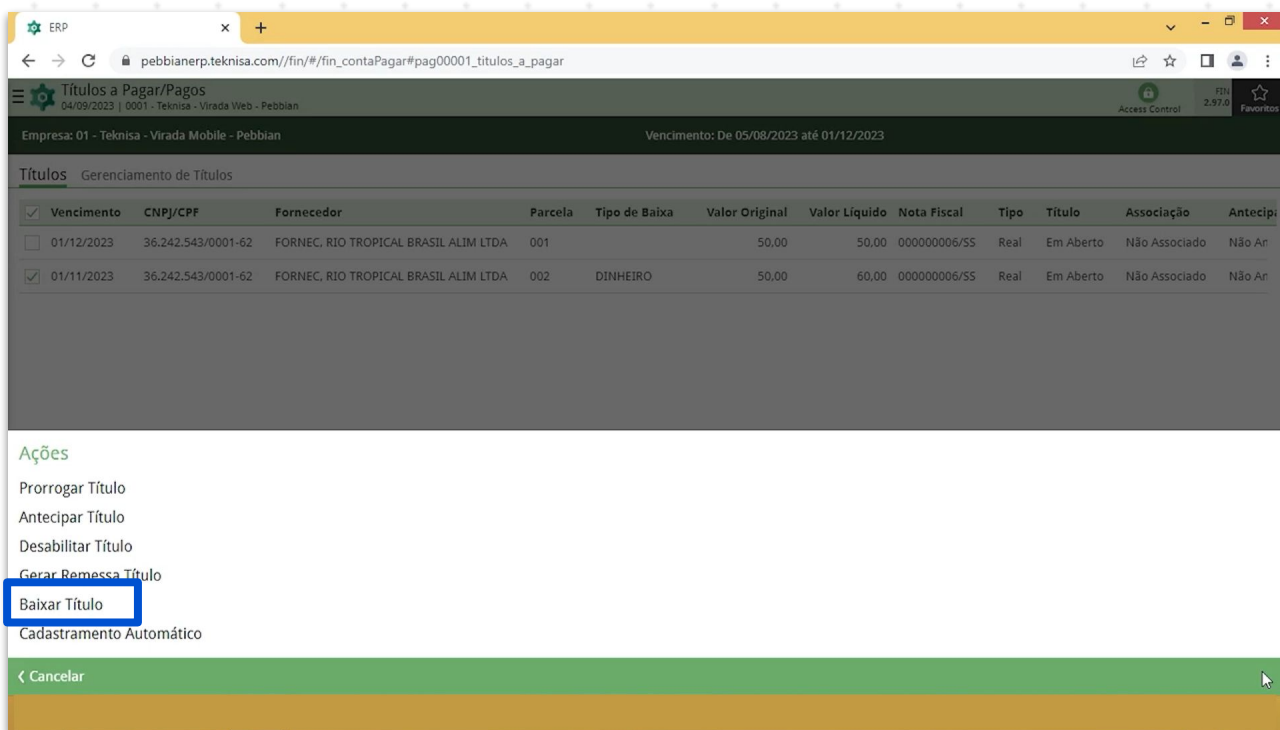 ERP
pebbianerp.teknisa.com//fin/#/fin_contaPagar#pag00001_titulos_a_pagar
Títulos a Pagar/Pagos
04/09/2023 | 0001 - Teknisa - Virada Web - Pebbian
Access Control
FIN
2.97.0
Favoritos
Empresa: 01 - Teknisa - Virada Mobile - Pebbian Vencimento: De 05/08/2023 até 01/12/2023
Títulos Gerenciamento de Títulos
Vencimento CNPJ/CPF Fornecedor Parcela Tipo de Baixa Valor Original Valor Líquido Nota Fiscal Tipo Título Associação Antecipa
01/12/2023 36.242.543/0001-62 FORNEC, RIO TROPICAL BRASIL ALIM LTDA 001 50,00 50,00 000000006/SS Real Em Aberto Não Associado Não An
01/11/2023 36.242.543/0001-62 FORNEC, RIO TROPICAL BRASIL ALIM LTDA 002 DINHEIRO 50,00 60,00 000000006/SS Real Em Aberto Não Associado Não An
Ações
Prorrogar Título
Antecipar Título
Desabilitar Título
Gerar Remessa Título
Baixar Título
Cadastramento Automático
Cancelar